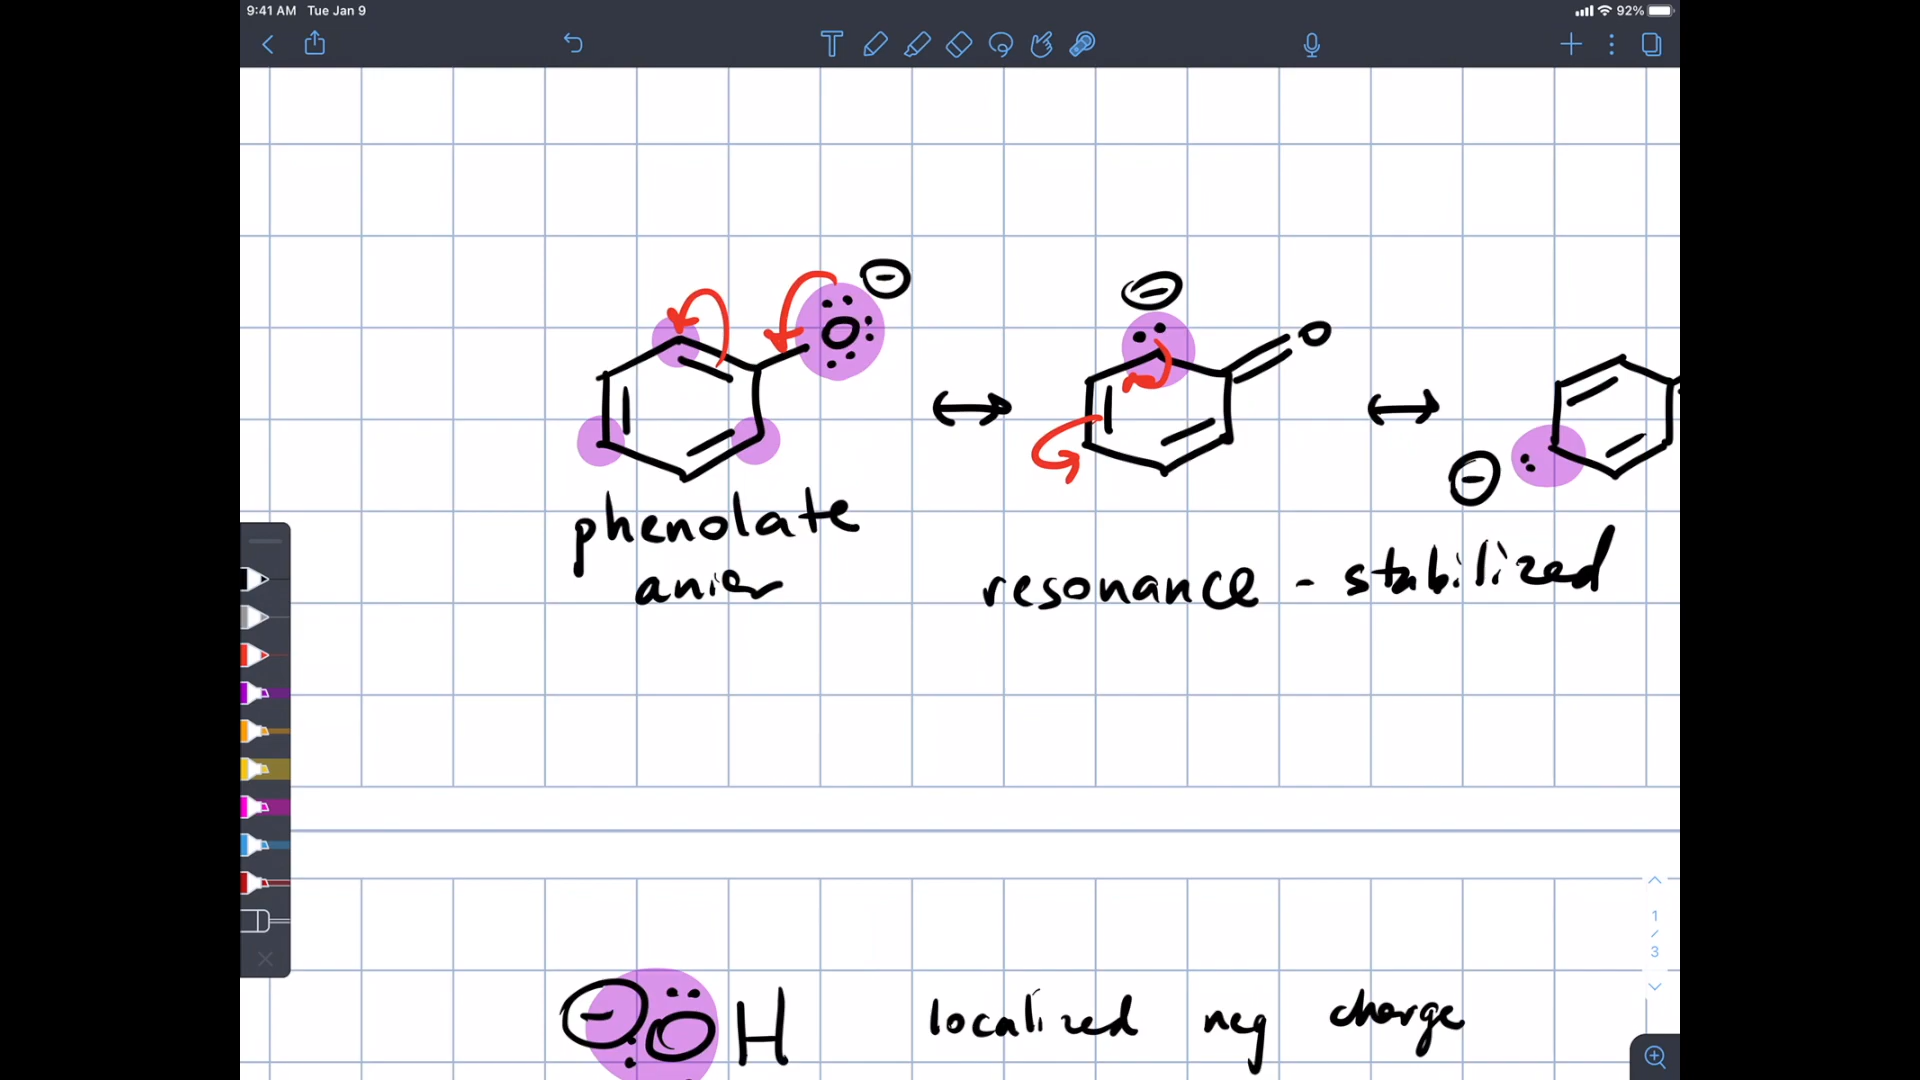 9:41 AM Tue Jan 9
92%
T
O
O
phenolate
anion
resonance - stabilized
1
/
3
OH localized neg charge